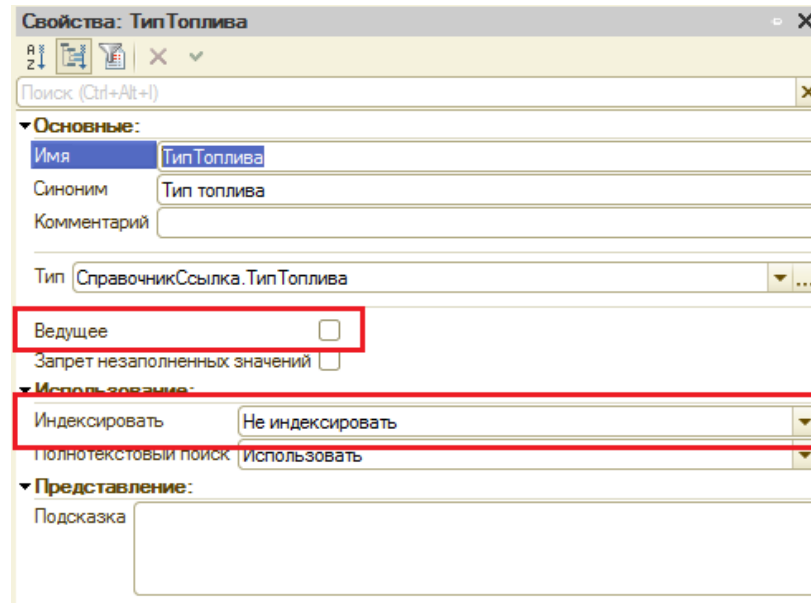 Свойства: ТипТоплива
Поиск (Ctrl+Alt+I)
Основные:
Имя ТипТоплива
Синоним Тип топлива
Комментарий
Тип СправочникСсылка.ТипТоплива
Ведущее
Запрет незаполненных значений
Использование:
Индексировать Не индексировать
Полнотекстовый поиск Использовать
Представление:
Подсказка